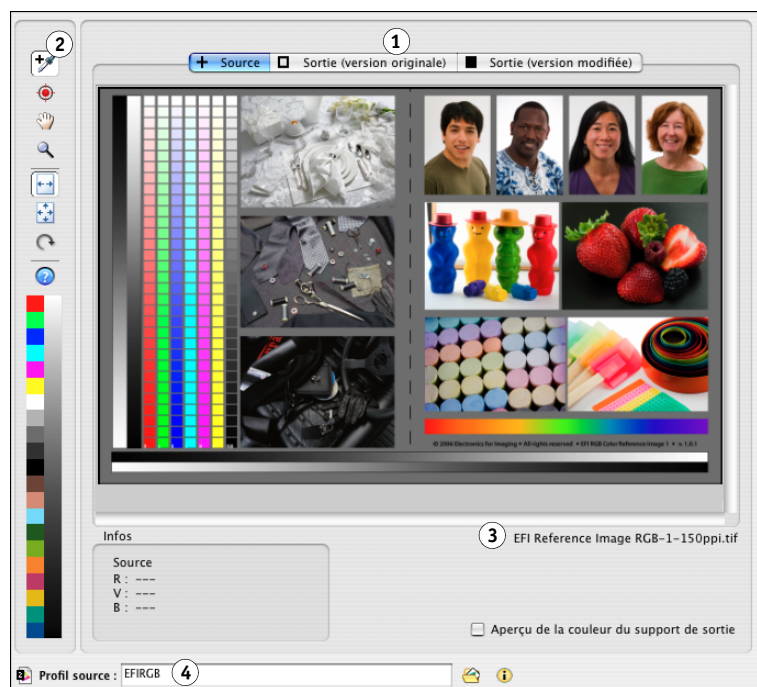 1
2
Source
Sortie (version originale)
Sortie (version modifiée)
© 2006 Electronics for Imaging • All rights reserved • EFI RGB Color Reference Image 1 • v. 1.0.1
Infos
3
EFI Reference Image RGB-1-150ppi.tif
Source
R : ---
V : ---
B : ---
Aperçu de la couleur du support de sortie
Profil source :
EFIRGB
4